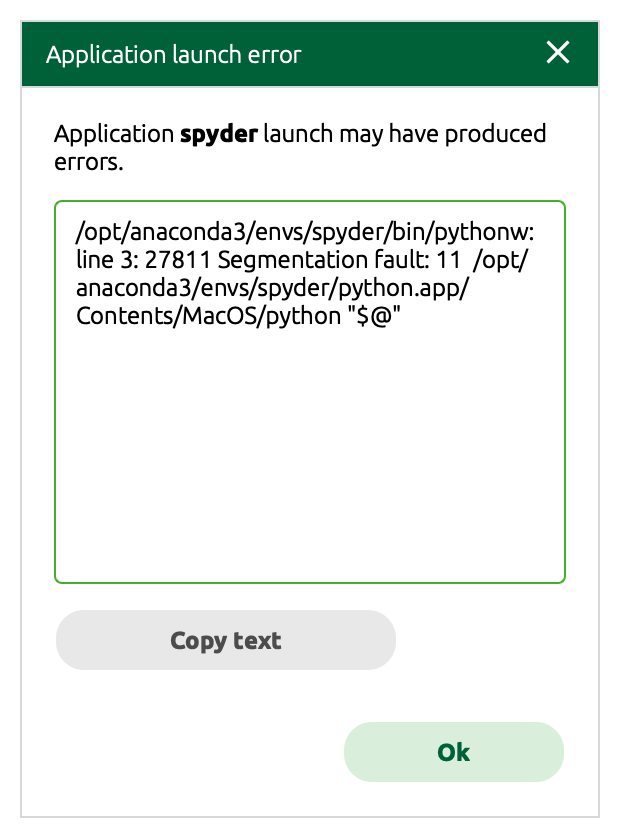 Application launch error
Application spyder launch may have produced
errors.
/opt/anaconda3/envs/spyder/bin/pythonw:
line 3: 27811 Segmentation fault: 11  /opt/
anaconda3/envs/spyder/python.app/
Contents/MacOS/python "$@"
Copy text
Ok